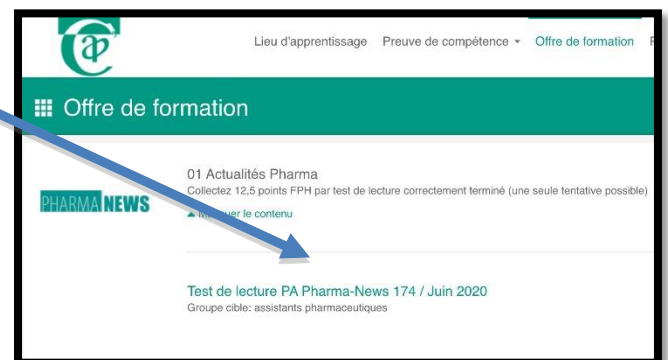 Lieu d'apprentissage Preuve de compétence Offre de formation
Offre de formation
01 Actualités Pharma
Collectez 12,5 points FPH par test de lecture correctement terminé (une seule tentative possible)
PHARMA NEWS
le contenu
Test de lecture PA Pharma-News 174 / Juin 2020
Groupe cible: assistants pharmaceutiques